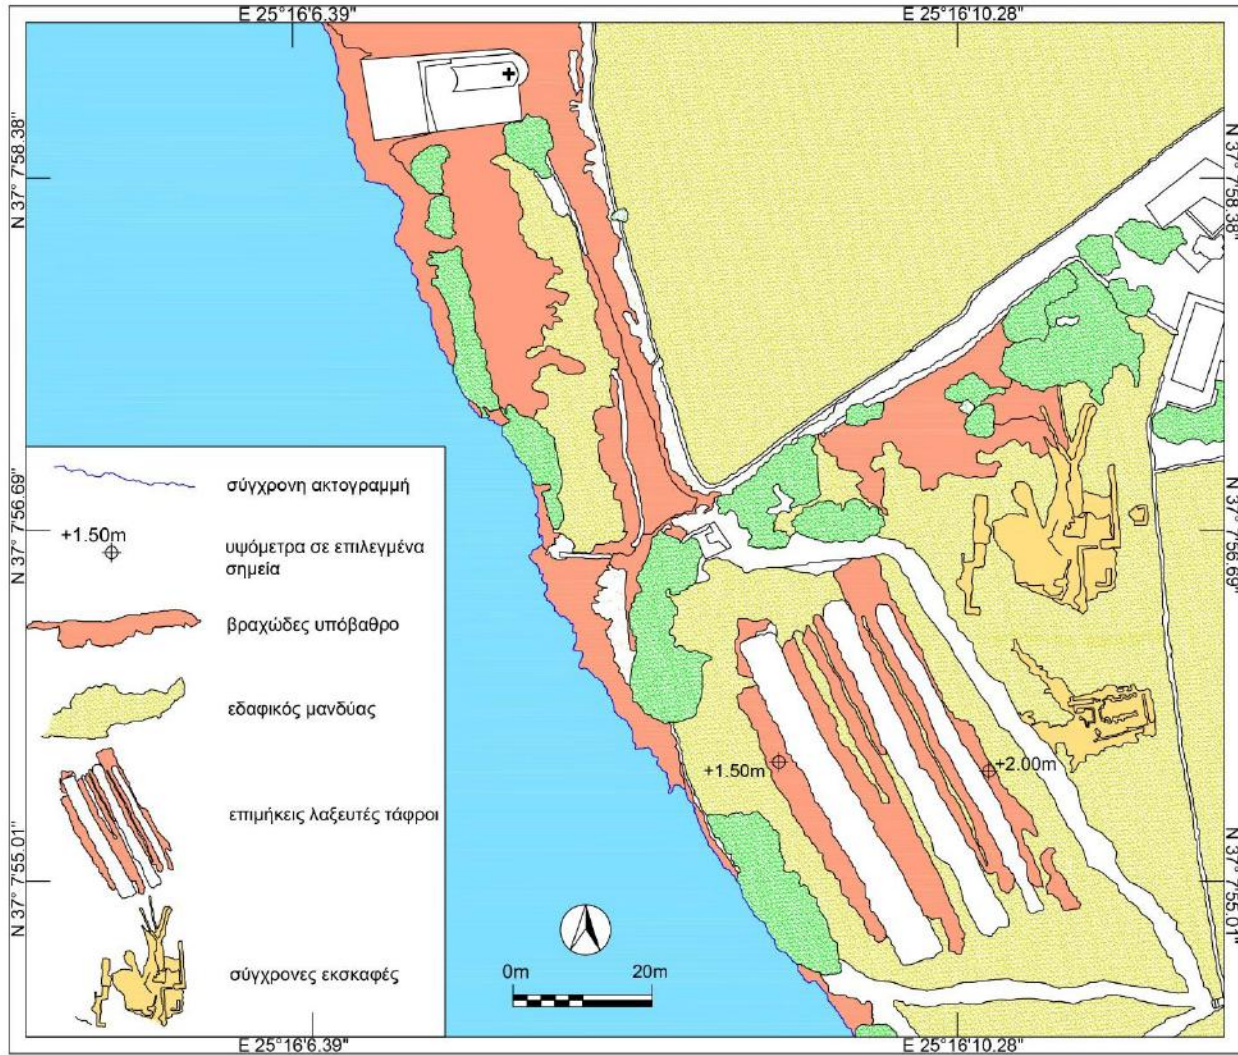 E 25°16'6.39"
E 25°16'10.28"
N 37° 7'58.38"
N 37° 7'58.38"
N 37° 7'56.69"
N 37° 7'56.69"
N 37° 7'55.01"
N 37° 7'55.01"
σύγχρονη ακτογραμμή
+1.50m
υψόμετρα σε επιλεγμένα
σημεία
βραχώδες υπόβαθρο
εδαφικός μανδύας
επιμήκεις λαξευτές τάφροι
σύγχρονες εκσκαφές
+1.50m
+2.00m
0m
20m
E 25°16'6.39"
E 25°16'10.28"